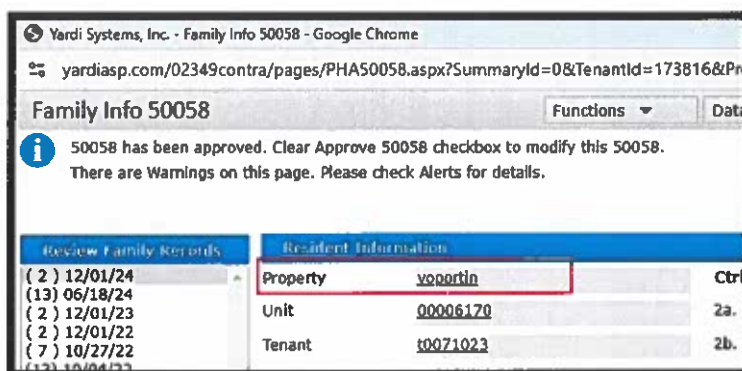 Yardi Systems, Inc. - Family Info 50058 - Google Chrome
yardiasp.com/02349contra/pages/PHA50058.aspx?SummaryId=0&TenantId=173816&Pr
Family Info 50058
Functions
Data
50058 has been approved. Clear Approve 50058 checkbox to modify this 50058.
There are Warnings on this page. Please check Alerts for details.
Review Family Records
Resident Information
( 2 ) 12/01/24
Property voportin Ctrl
(13) 06/18/24
( 2 ) 12/01/23
Unit 00006170 2a.
( 2 ) 12/01/22
( 7 ) 10/27/22
Tenant t0071023 2b.